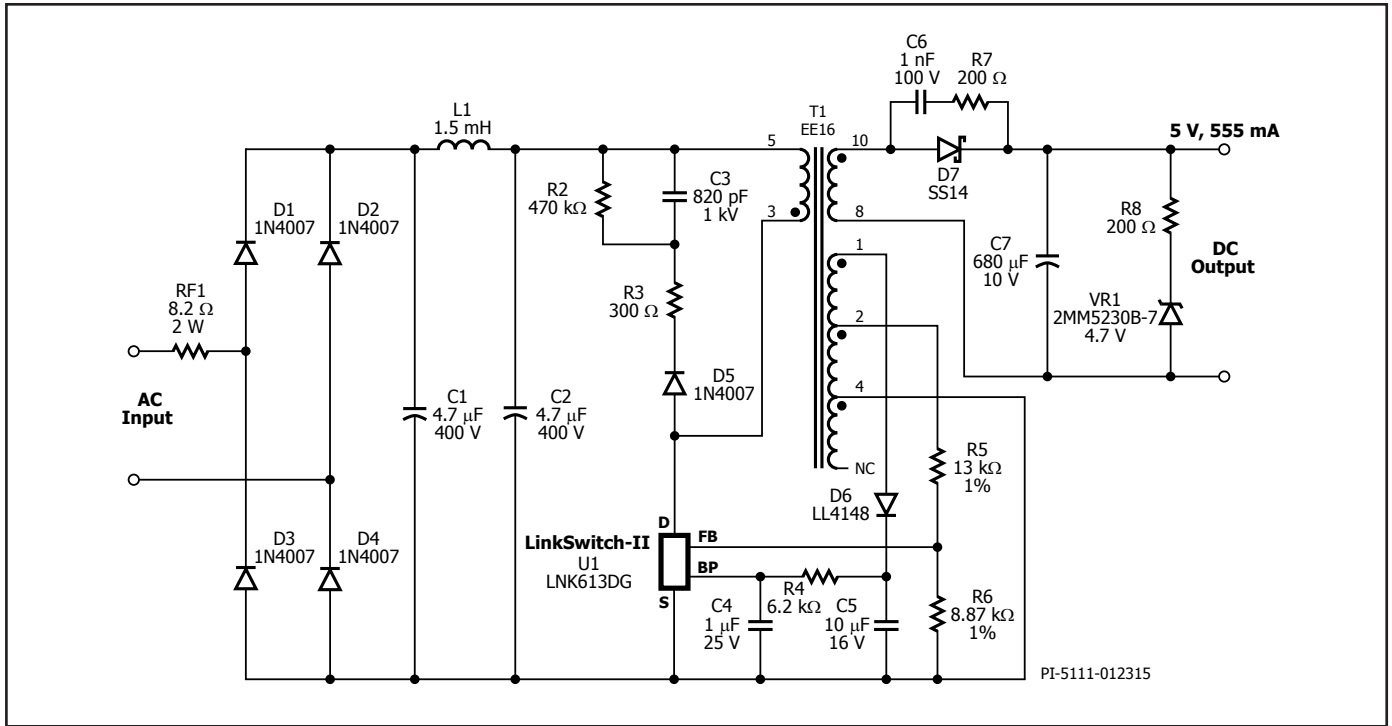 C6
1 nF
100 V
R7
200 Ω
L1
1.5 mH
T1
EE16
5
10
5 V, 555 mA
D7
SS14
C3
820 pF
1 kV
R2
470 kΩ
3
8
D1
1N4007
D2
1N4007
R8
200 Ω
DC
Output
C7
680 µF
10 V
1
RF1
8.2 Ω
2 W
R3
300 Ω
VR1
2MM5230B-7
4.7 V
2
D5
1N4007
4
AC
Input
C1
4.7 µF
400 V
C2
4.7 µF
400 V
R5
13 kΩ
1%
NC
D6
LL4148
D
FB
LinkSwitch-II
U1
LNK613DG
BP
S
D3
1N4007
D4
1N4007
R4
6.2 kΩ
C4
1 µF
25 V
C5
10 µF
16 V
R6
8.87 kΩ
1%
PI-5111-012315